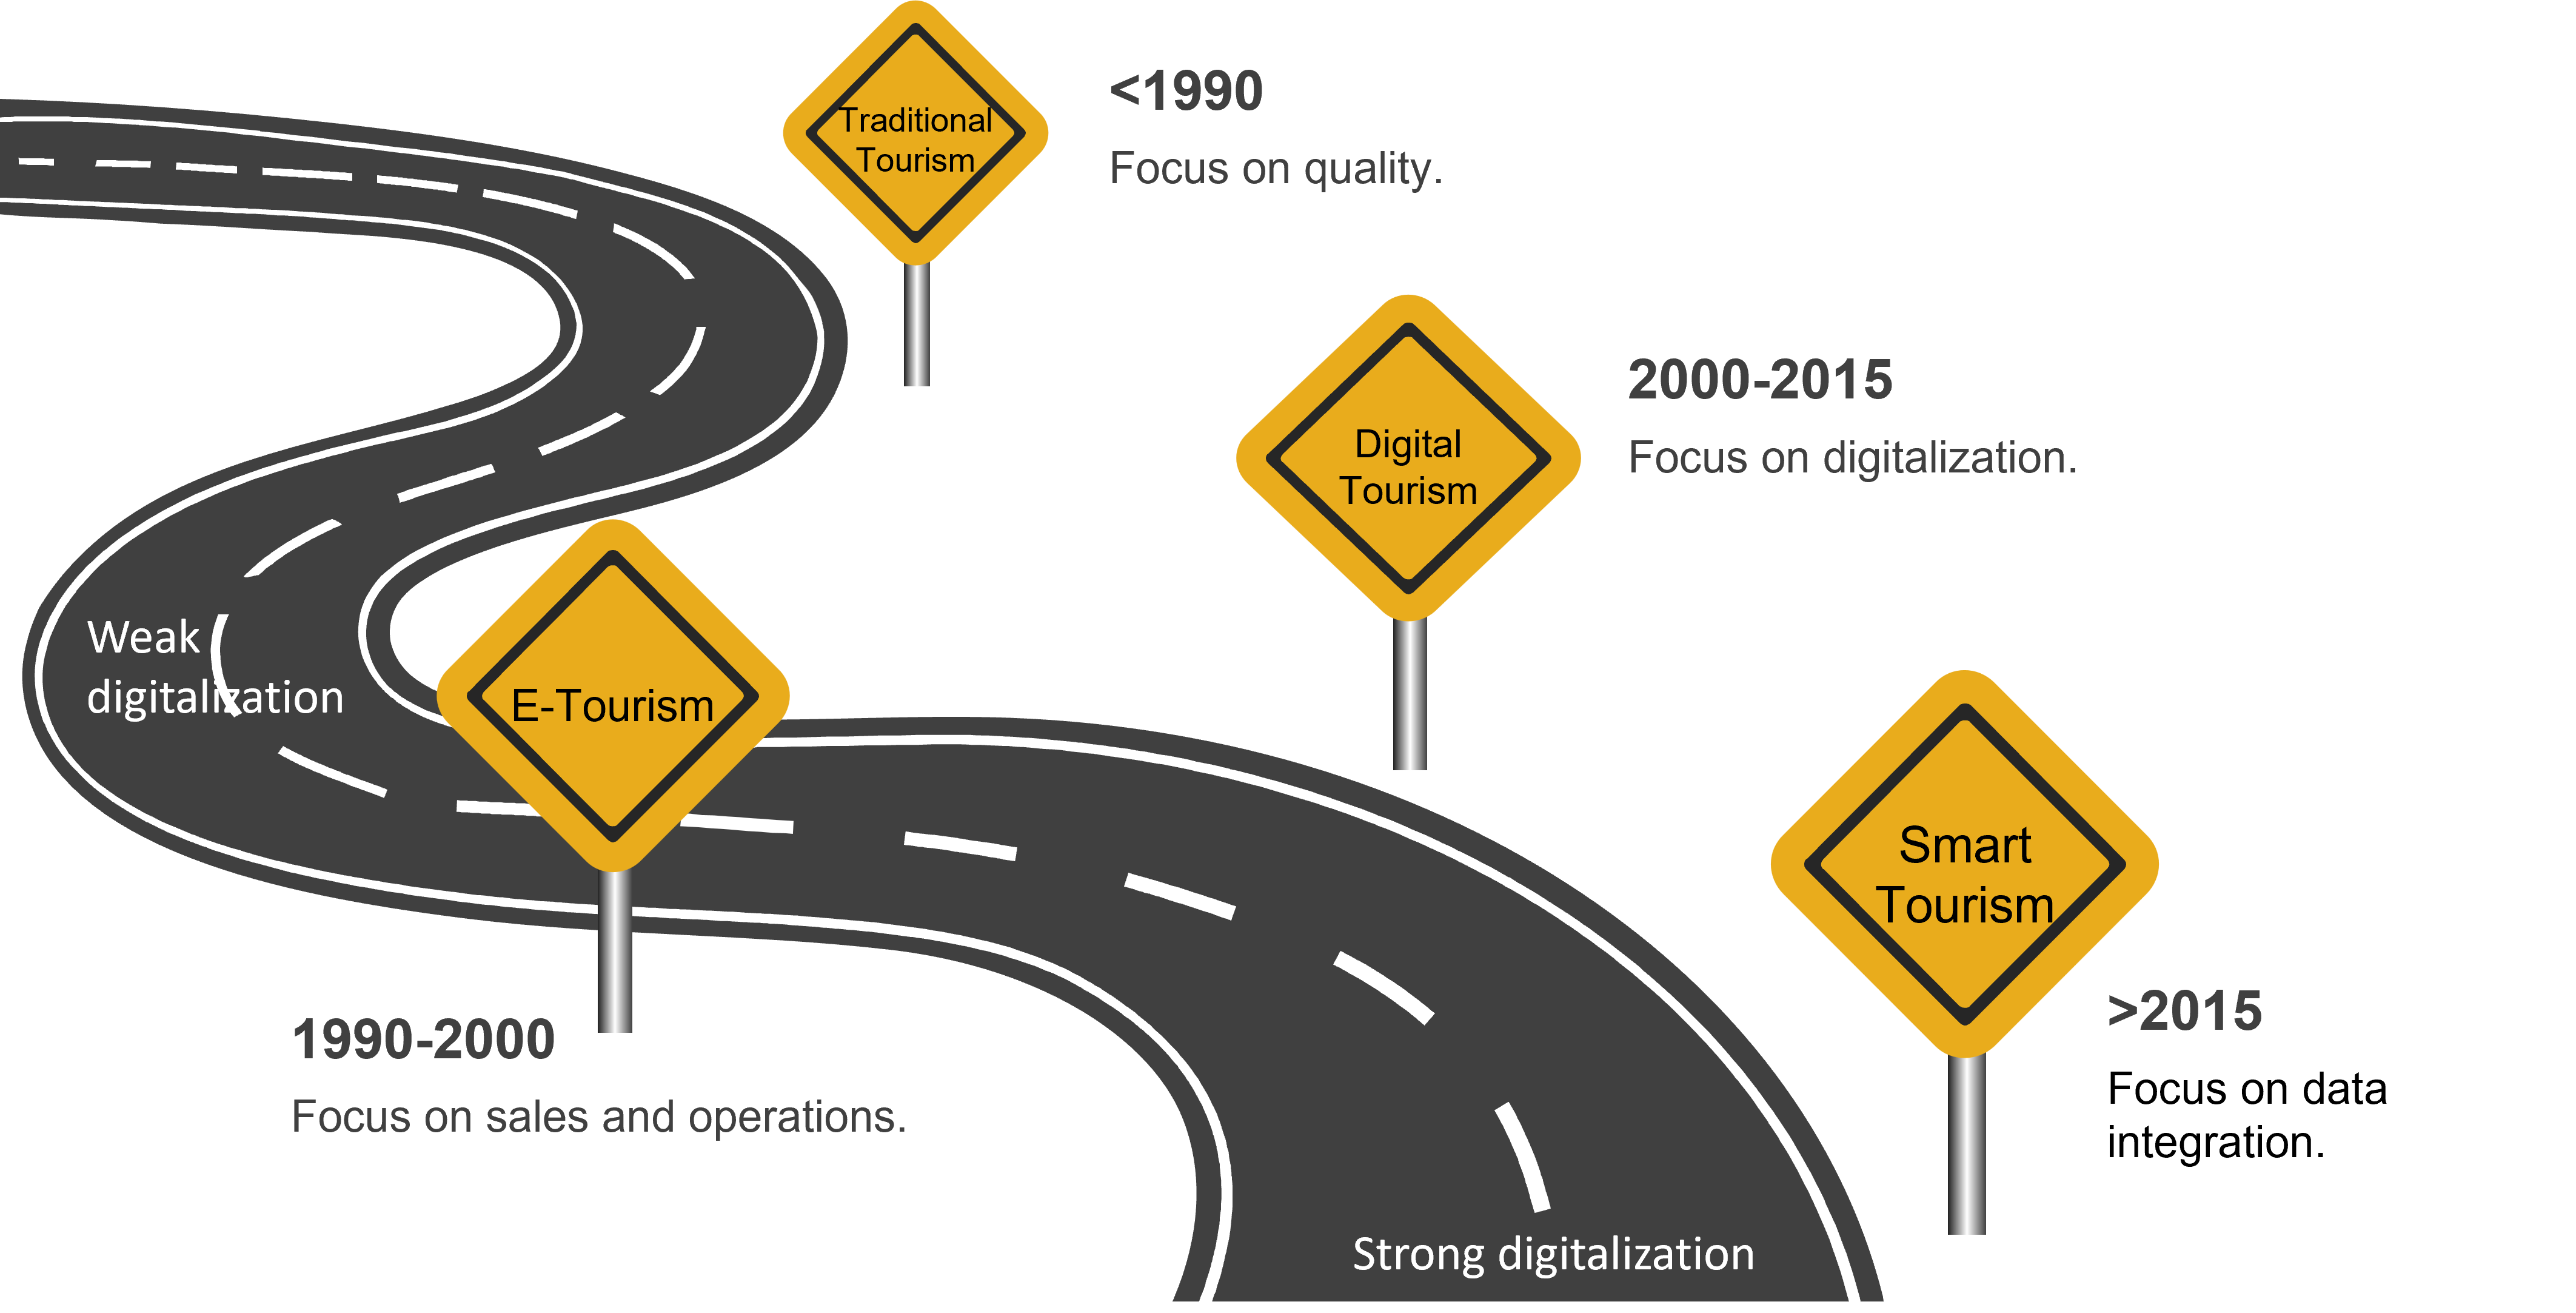 Traditional
Tourism
<1990
Focus on quality.
Digital
Tourism
2000-2015
Focus on digitalization.
Weak
digitalization
E-Tourism
1990-2000
Focus on sales and operations.
Smart
Tourism
>2015
Focus on data
integration.
Strong digitalization